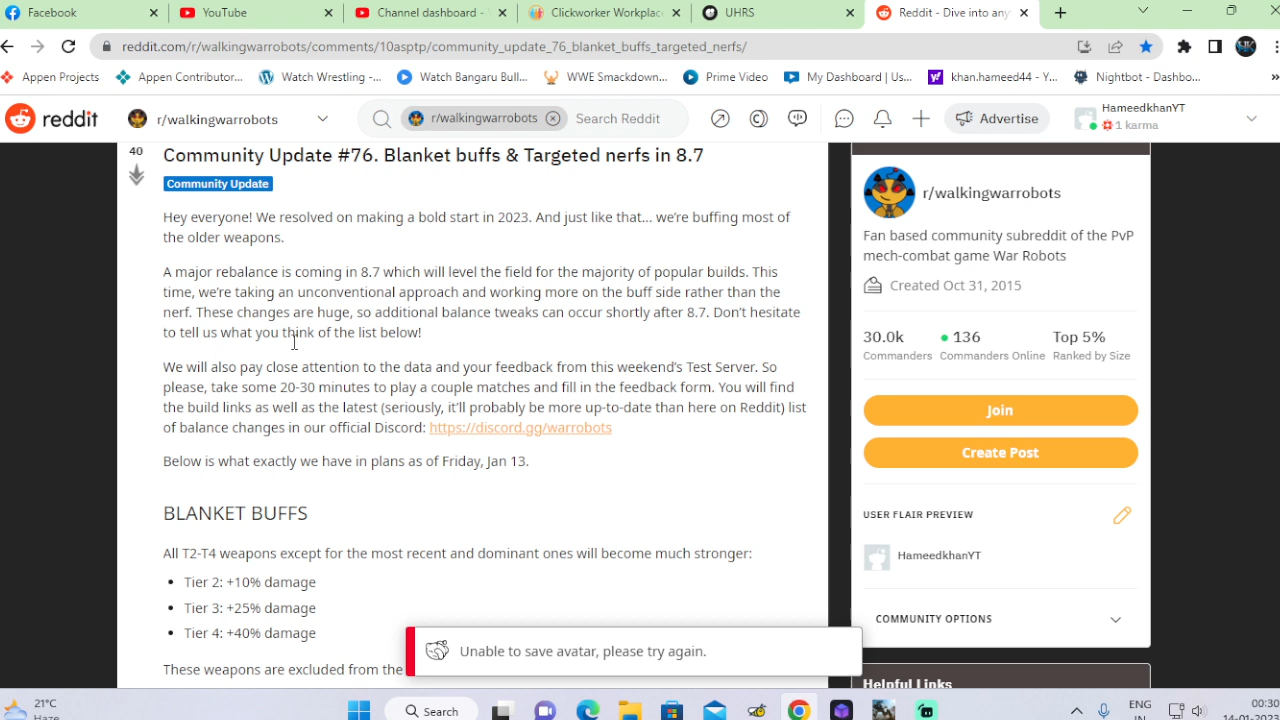 Facebook
YouTube
Channel dashboard -
Clickworker Workplac
UHRS
Reddit - Dive into any
reddit.com/r/walkingwarrobots/comments/10asptp/community_update_76_blanket_buffs_targeted_nerfs/
Appen Projects
Appen Contributor...
Watch Wrestling -...
Watch Bangaru Bull...
WWE Smackdown...
Prime Video
My Dashboard | Us...
khan.hameed44 - Y...
Nightbot - Dashbo...
reddit
r/walkingwarrobots
r/walkingwarrobots
Search Reddit
Advertise
HameedkhanYT
1 karma
40
Community Update #76. Blanket buffs & Targeted nerfs in 8.7
Community Update
Hey everyone! We resolved on making a bold start in 2023. And just like that... we're buffing most of
the older weapons.
A major rebalance is coming in 8.7 which will level the field for the majority of popular builds. This
time, we're taking an unconventional approach and working more on the buff side rather than the
nerf. These changes are huge, so additional balance tweaks can occur shortly after 8.7. Don't hesitate
to tell us what you think of the list below!
We will also pay close attention to the data and your feedback from this weekend's Test Server. So
please, take some 20-30 minutes to play a couple matches and fill in the feedback form. You will find
the build links as well as the latest (seriously, it'll probably be more up-to-date than here on Reddit) list
of balance changes in our official Discord: https://discord.gg/warrobots
Below is what exactly we have in plans as of Friday, Jan 13.
BLANKET BUFFS
All T2-T4 weapons except for the most recent and dominant ones will become much stronger:
• Tier 2: +10% damage
• Tier 3: +25% damage
• Tier 4: +40% damage
These weapons are excluded from the
Unable to save avatar, please try again.
r/walkingwarrobots
Fan based community subreddit of the PvP
mech-combat game War Robots
Created Oct 31, 2015
30.0k
136
Top 5%
Commanders
Commanders Online
Ranked by Size
Join
Create Post
USER FLAIR PREVIEW
HameedkhanYT
COMMUNITY OPTIONS
Helpful Links
21°C
Haze
Search
ENG
IN
00:30
14-01-2023